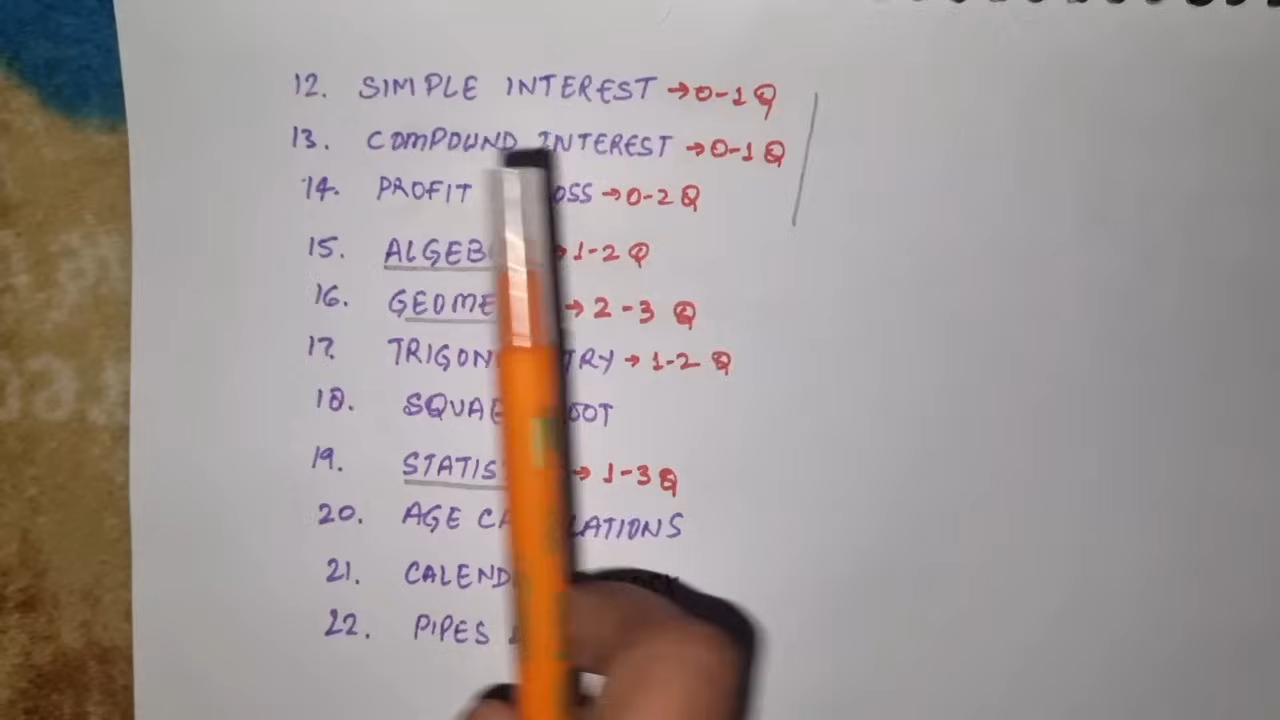 12. SIMPLE INTEREST → 0-1 Q
13. COMPOUND INTEREST → 0-1 Q
14. PROFIT OSS → 0-2 Q
15. ALGEB → 1-2 Q
16. GEOME → 2-3 Q
17. TRIGON TRY → 1-2 Q
18. SQUAE OOT
19. STATIS → 1-3 Q
20. AGE CA LATIONS
21. CALEND
22. PIPES